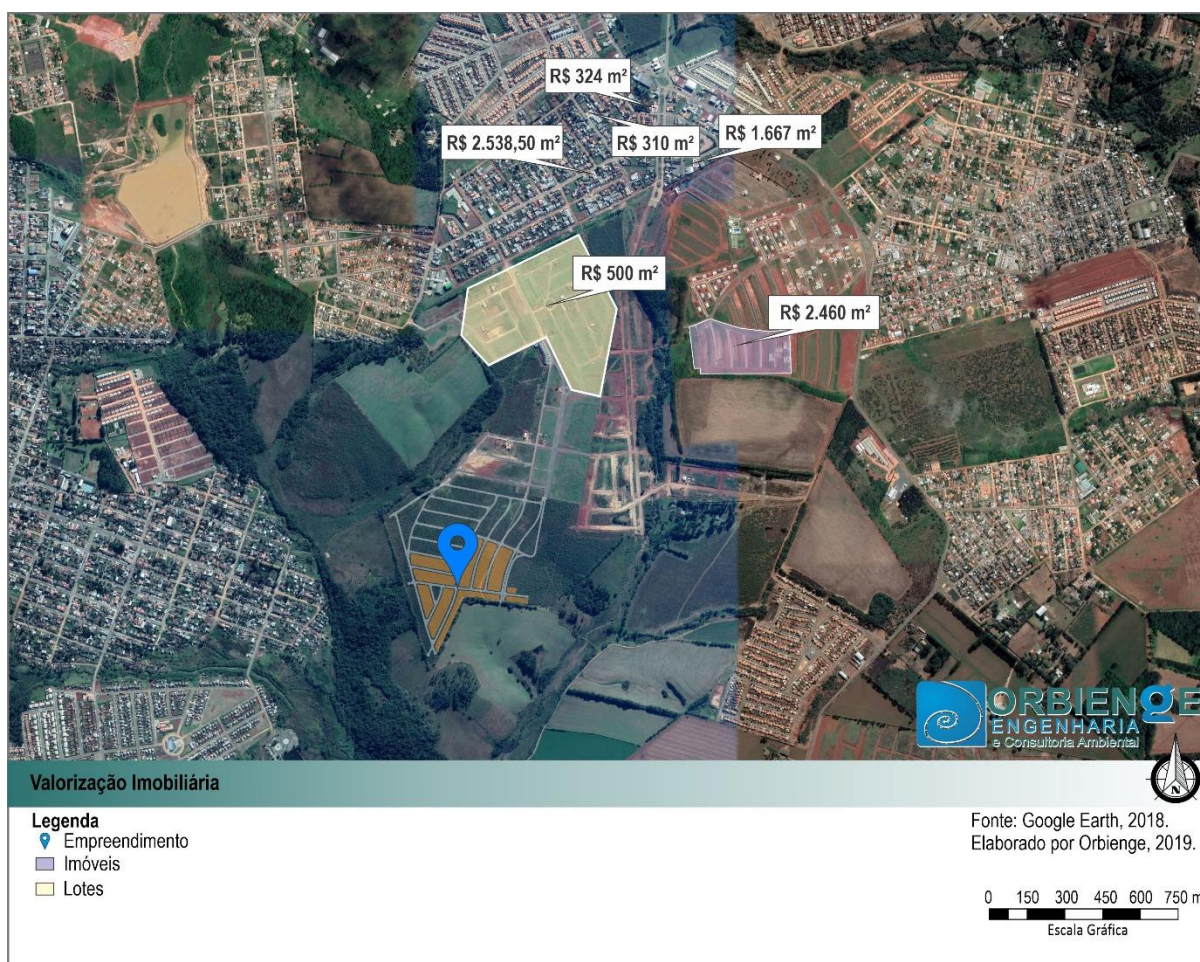 R$ 324 m²
R$ 2.538,50 m²
R$ 310 m²
R$ 1.667 m²
R$ 500 m²
R$ 2.460 m²
ORBIENGE
ENGENHARIA
e Consultoria Ambiental
Valorização Imobiliária
N
Legenda
Empreendimento
Imóveis
Lotes
Fonte: Google Earth, 2018.
Elaborado por Orbienge, 2019.
0 150 300 450 600 750 m
Escala Gráfica